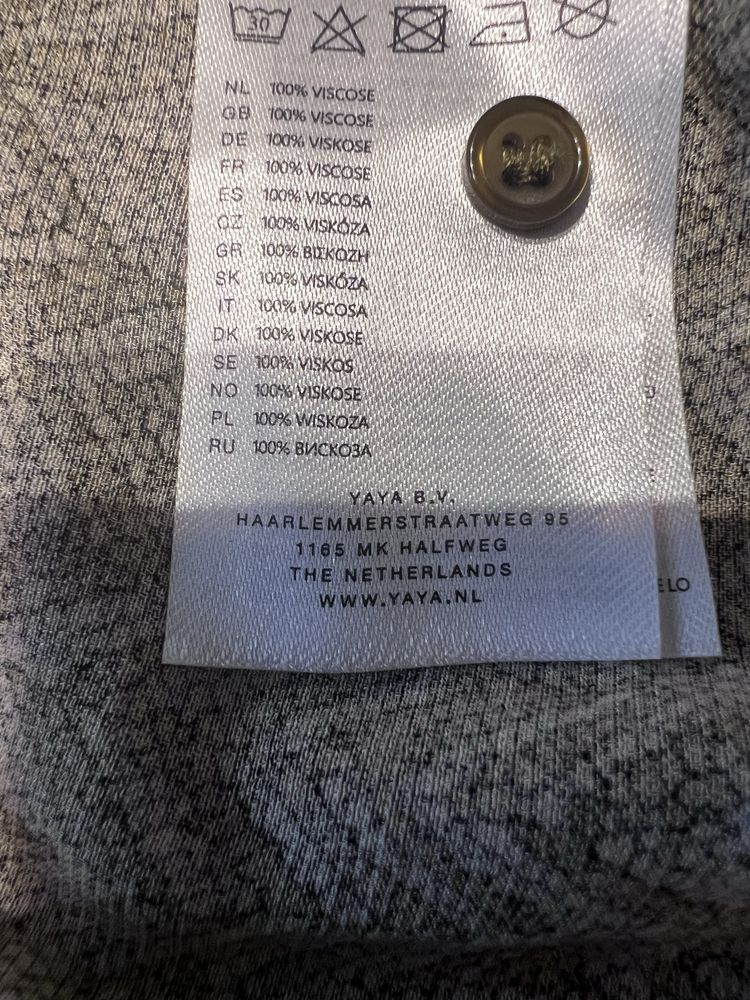 30
NL 100% VISCOSE
GB 100% VISCOSE
DE 100% VISKOSE
FR 100% VISCOSE
ES 100% VISCOSA
CZ 100% VISKÓZA
GR 100% ΒΙΣΚΟΖΗ
SK 100% VISKÓZA
IT 100% VISCOSA
DK 100% VISKOSE
SE 100% VISKOS
NO 100% VISKOSE
PL 100% WISKOZA
RU 100% ВИСКОЗА
YAYA B.V.
HAARLEMMERSTRAATWEG 95
1165 MK HALFWEG
THE NETHERLANDS
WWW.YAYA.NL